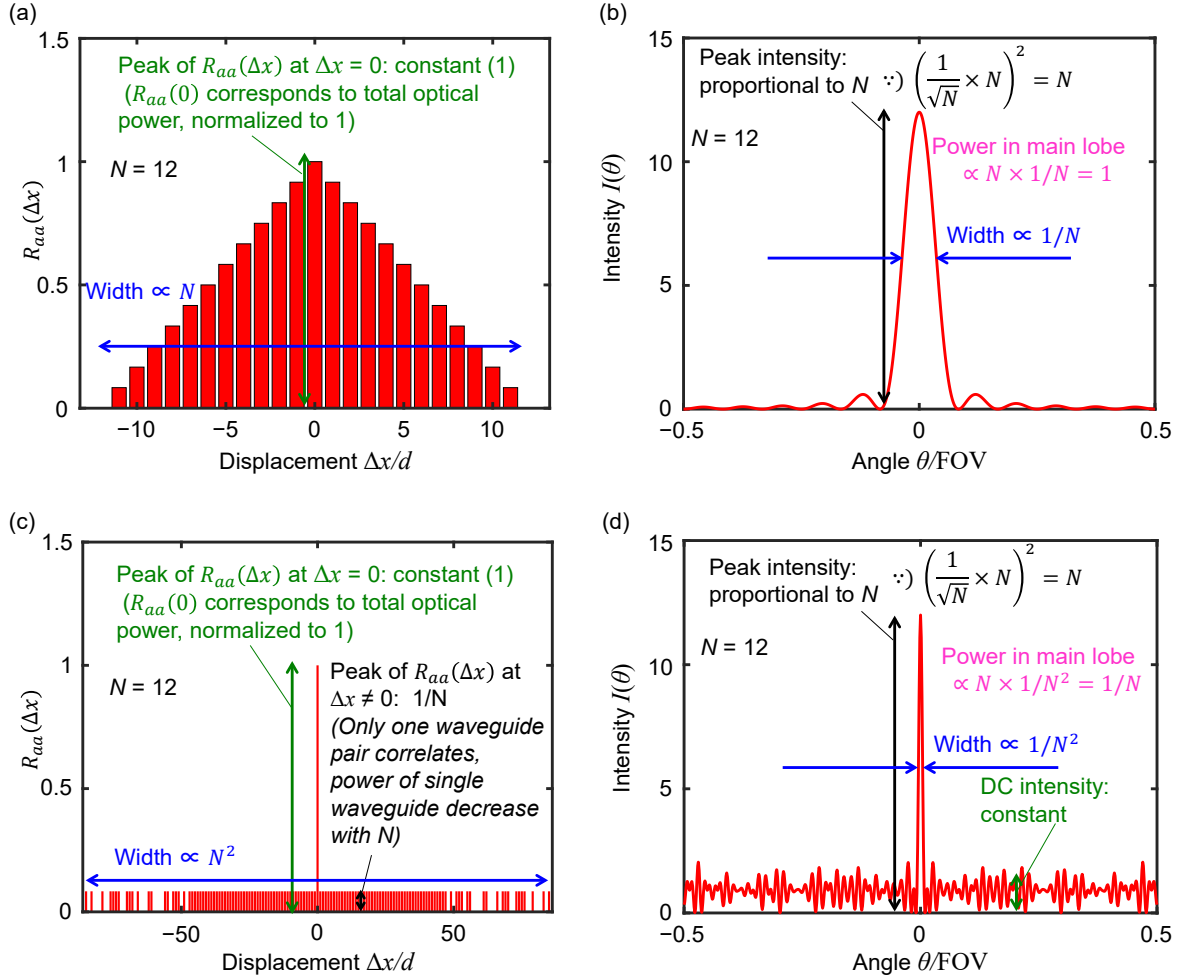 (a)
1.5
1
0.5
0
Peak of R_aa(Δx) at Δx = 0: constant (1)
(R_aa(0) corresponds to total optical
power, normalized to 1)
N = 12
Width ∝ N
R_aa(Δx)
−10
−5
0
5
10
Displacement Δx/d
(b)
15
10
5
0
Peak intensity:
proportional to N ∵) (1/√N × N)² = N
N = 12
Power in main lobe
∝ N × 1/N = 1
Width ∝ 1/N
Intensity I(θ)
−0.5
0
0.5
Angle θ/FOV
(c)
1.5
1
0.5
0
Peak of R_aa(Δx) at Δx = 0: constant (1)
(R_aa(0) corresponds to total optical
power, normalized to 1)
N = 12
Peak of R_aa(Δx) at
Δx ≠ 0: 1/N
(Only one waveguide
pair correlates,
power of single
waveguide decrease
with N)
Width ∝ N²
R_aa(Δx)
−50
0
50
Displacement Δx/d
(d)
15
10
5
0
Peak intensity:
proportional to N ∵) (1/√N × N)² = N
N = 12
Power in main lobe
∝ N × 1/N² = 1/N
Width ∝ 1/N²
DC intensity:
constant
Intensity I(θ)
−0.5
0
0.5
Angle θ/FOV